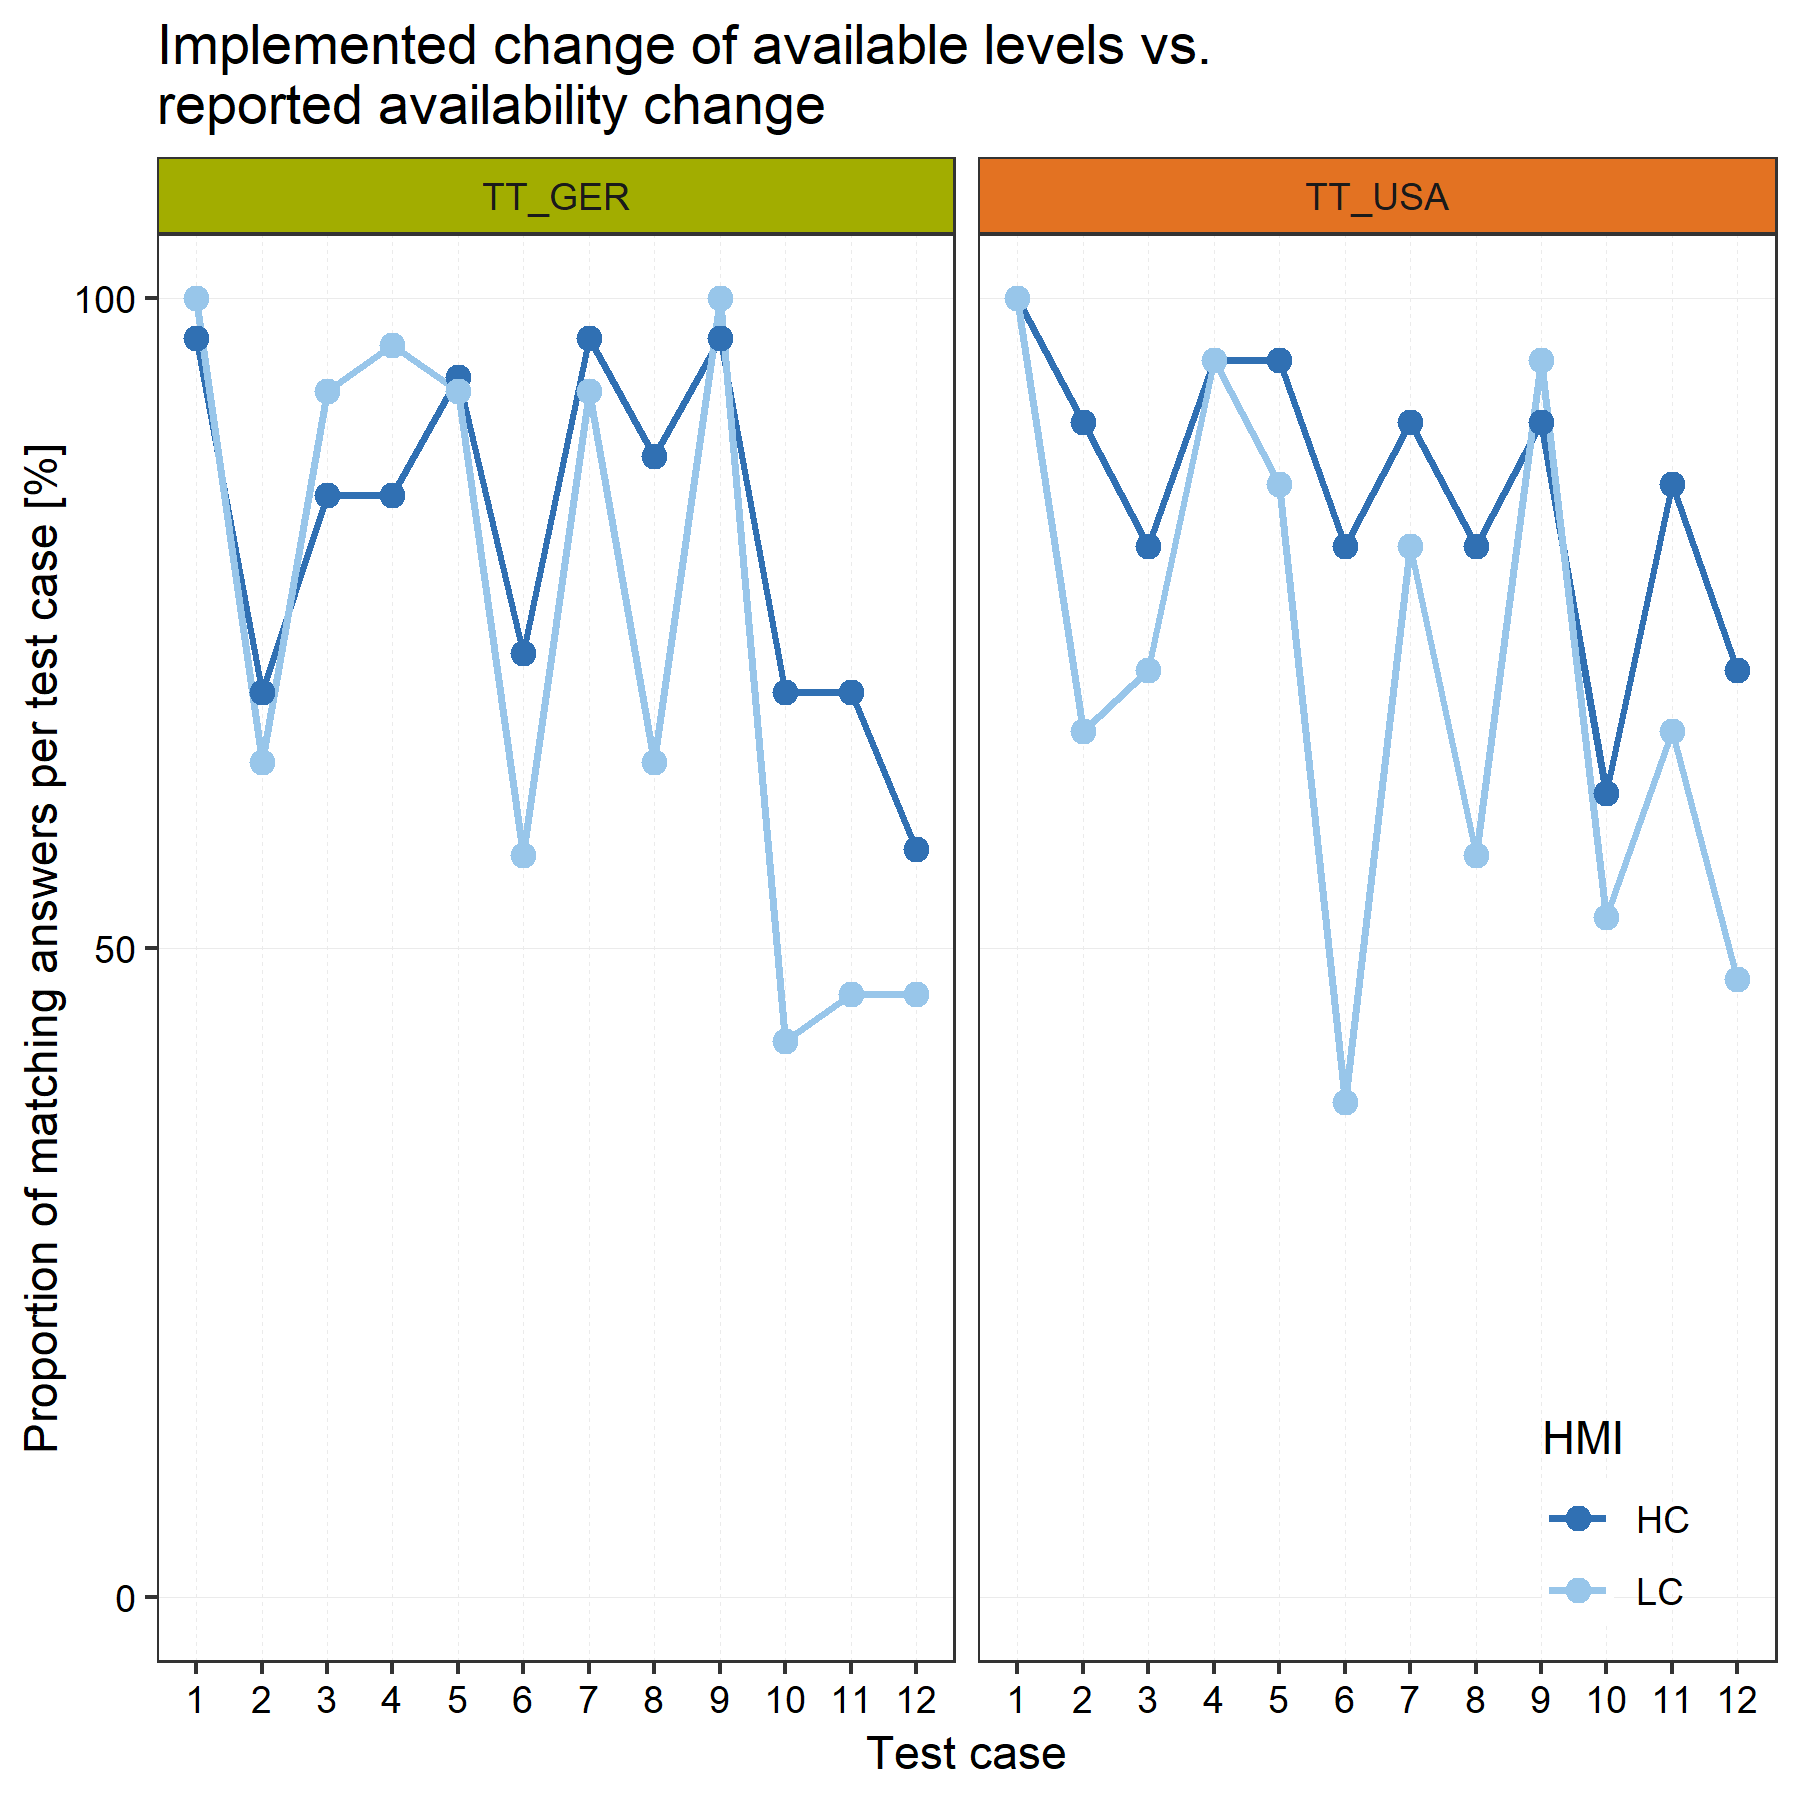 Implemented change of available levels vs.
reported availability change
TT_GER
TT_USA
Proportion of matching answers per test case [%]
100
50
0
HMI
HC
LC
1 2 3 4 5 6 7 8 9 10 11 12
1 2 3 4 5 6 7 8 9 10 11 12
Test case